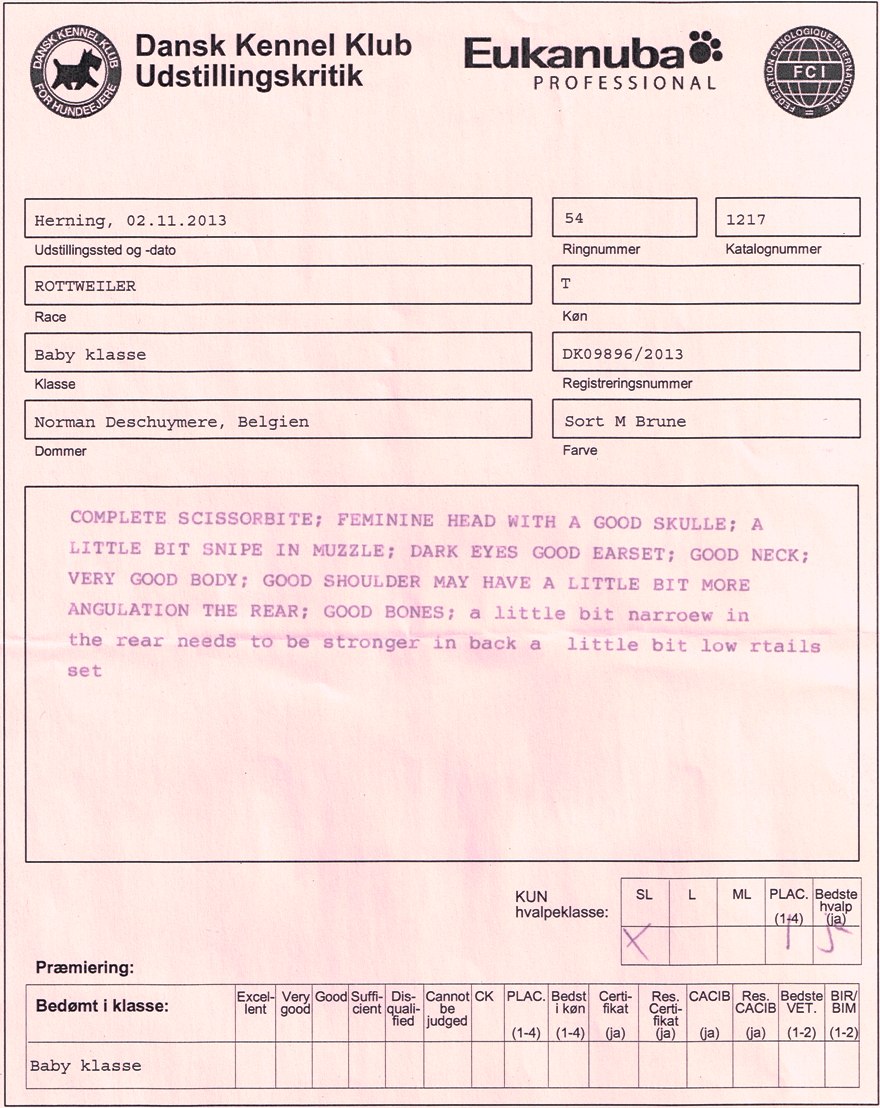 DANSK KENNEL KLUB
FOR HUNDEEJERE
Dansk Kennel Klub
Udstillingskritik
Eukanuba
PROFESSIONAL
FEDERATION CYNOLOGIQUE INTERNATIONALE
FCI
Herning, 02.11.2013
54
1217
Udstillingssted og -dato
Ringnummer
Katalognummer
ROTTWEILER
T
Race
Køn
Baby klasse
DK09896/2013
Klasse
Registreringsnummer
Norman Deschuymere, Belgien
Sort M Brune
Dommer
Farve
COMPLETE SCISSORBITE; FEMININE HEAD WITH A GOOD SKULLE; A
LITTLE BIT SNIPE IN MUZZLE; DARK EYES GOOD EARSET; GOOD NECK;
VERY GOOD BODY; GOOD SHOULDER MAY HAVE A LITTLE BIT MORE
ANGULATION THE REAR; GOOD BONES; a little bit narroew in
the rear needs to be stronger in back a little bit low rtails
set
KUN
hvalpeklasse:
SL
L
ML
PLAC.
(1-4)
Bedste
hvalp
(ja)
X
1
J
Præmiering:
Bedømt i klasse:
Excel-
lent
Very
good
Good
Suffi-
cient
Dis-
quali-
fied
Cannot
be
judged
CK
PLAC.
(1-4)
Bedst
i køn
(1-4)
Certi-
fikat
(ja)
Res.
Certi-
fikat
(ja)
CACIB
(ja)
Res.
CACIB
(ja)
Bedste
VET.
(1-2)
BIR/
BIM
(1-2)
Baby klasse